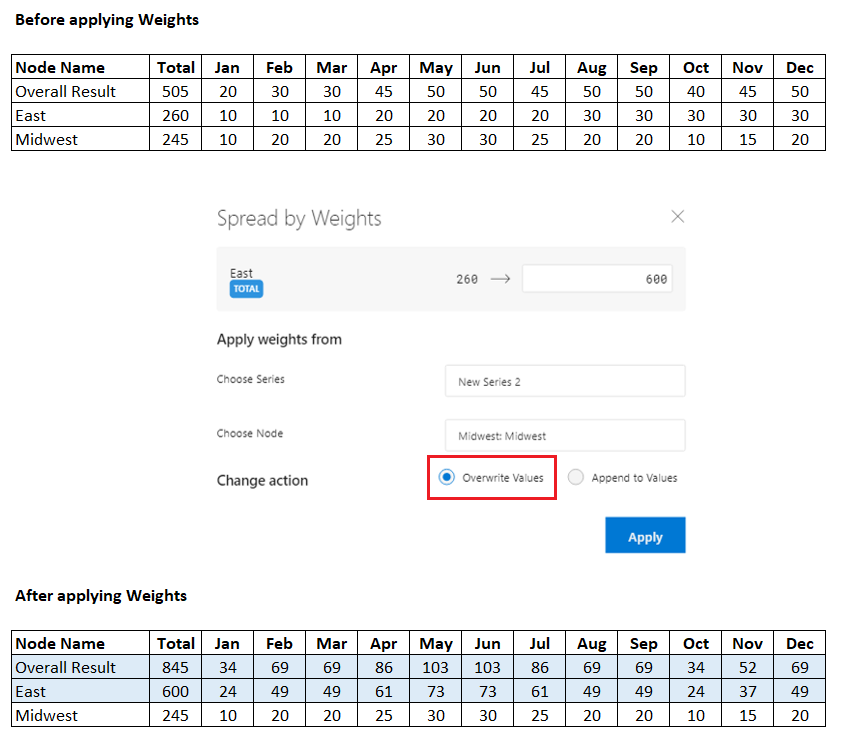 Before applying Weights
Node Name Total Jan Feb Mar Apr May Jun Jul Aug Sep Oct Nov Dec
Overall Result 505 20 30 30 45 50 50 45 50 50 40 45 50
East 260 10 10 10 20 20 20 20 30 30 30 30 30
Midwest 245 10 20 20 25 30 30 25 20 20 10 15 20
Spread by Weights
East 260 → 600
TOTAL
Apply weights from
Choose Series New Series 2
Choose Node Midwest: Midwest
Change action Overwrite Values Append to Values
Apply
After applying Weights
Node Name Total Jan Feb Mar Apr May Jun Jul Aug Sep Oct Nov Dec
Overall Result 845 34 69 69 86 103 103 86 69 69 34 52 69
East 600 24 49 49 61 73 73 61 49 49 24 37 49
Midwest 245 10 20 20 25 30 30 25 20 20 10 15 20